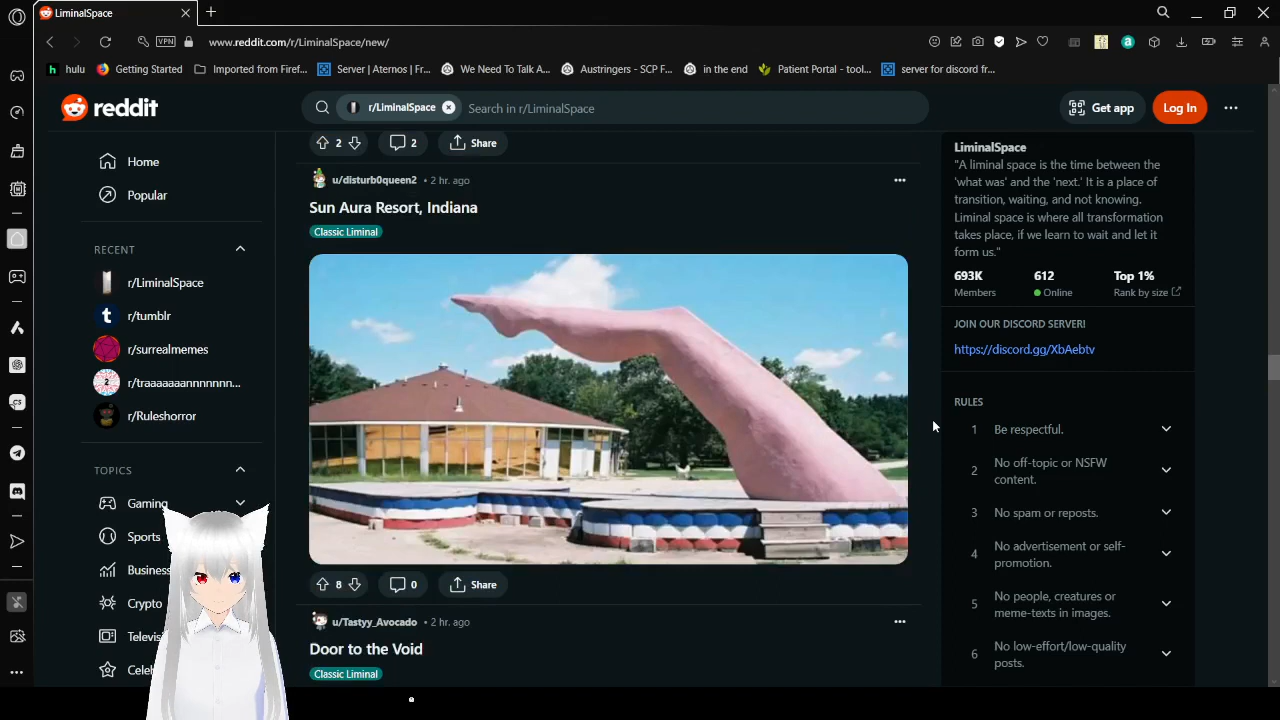 LiminalSpace
www.reddit.com/r/LiminalSpace/new/
VPN
hulu
Getting Started
Imported from Firef...
Server | Aternos | Fr...
We Need To Talk A...
Austringers - SCP F...
in the end
Patient Portal - tool...
server for discord fr...
reddit
r/LiminalSpace
Search in r/LiminalSpace
Get app
Log In
Home
Popular
RECENT
r/LiminalSpace
r/tumblr
r/surrealmemes
r/traaaaaaannnnnnn...
r/Ruleshorror
TOPICS
Gaming
Sports
Business
Crypto
Televi
Celeb
2
2
Share
u/disturb0queen2 • 2 hr. ago
Sun Aura Resort, Indiana
Classic Liminal
8
0
Share
u/Tastyy_Avocado • 2 hr. ago
Door to the Void
Classic Liminal
LiminalSpace
"A liminal space is the time between the
'what was' and the 'next.' It is a place of
transition, waiting, and not knowing.
Liminal space is where all transformation
takes place, if we learn to wait and let it
form us."
693K 612 Top 1%
Members Online Rank by size
JOIN OUR DISCORD SERVER!
https://discord.gg/XbAebtv
RULES
1 Be respectful.
2 No off-topic or NSFW
content.
3 No spam or reposts.
4 No advertisement or self-
promotion.
5 No people, creatures or
meme-texts in images.
6 No low-effort/low-quality
posts.